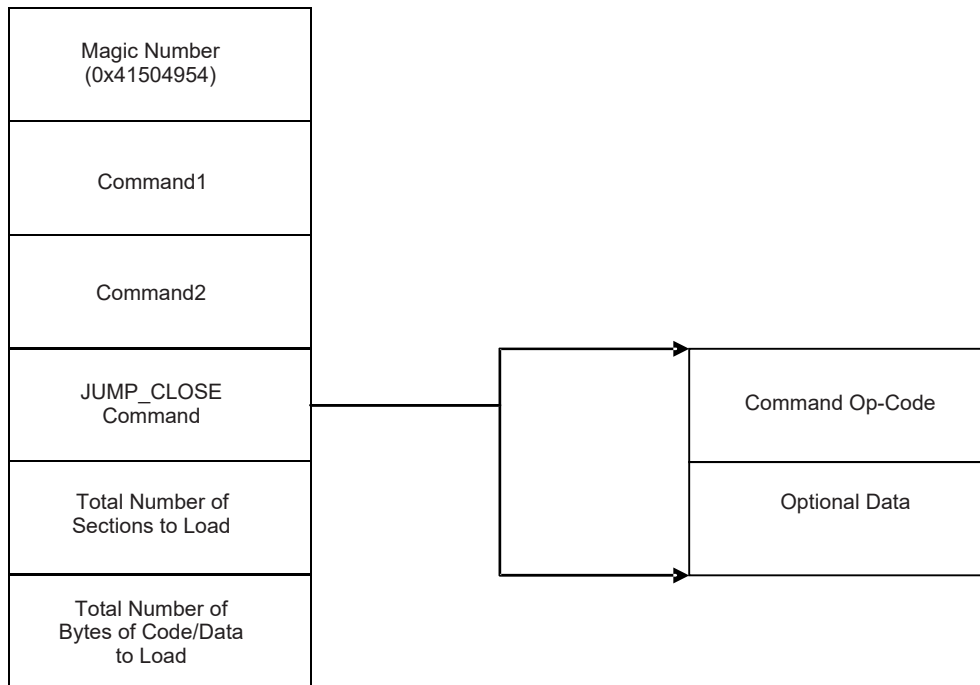 Magic Number
(0x41504954)
Command1
Command2
JUMP_CLOSE
Command
Total Number of
Sections to Load
Total Number of
Bytes of Code/Data
to Load
Command Op-Code
Optional Data